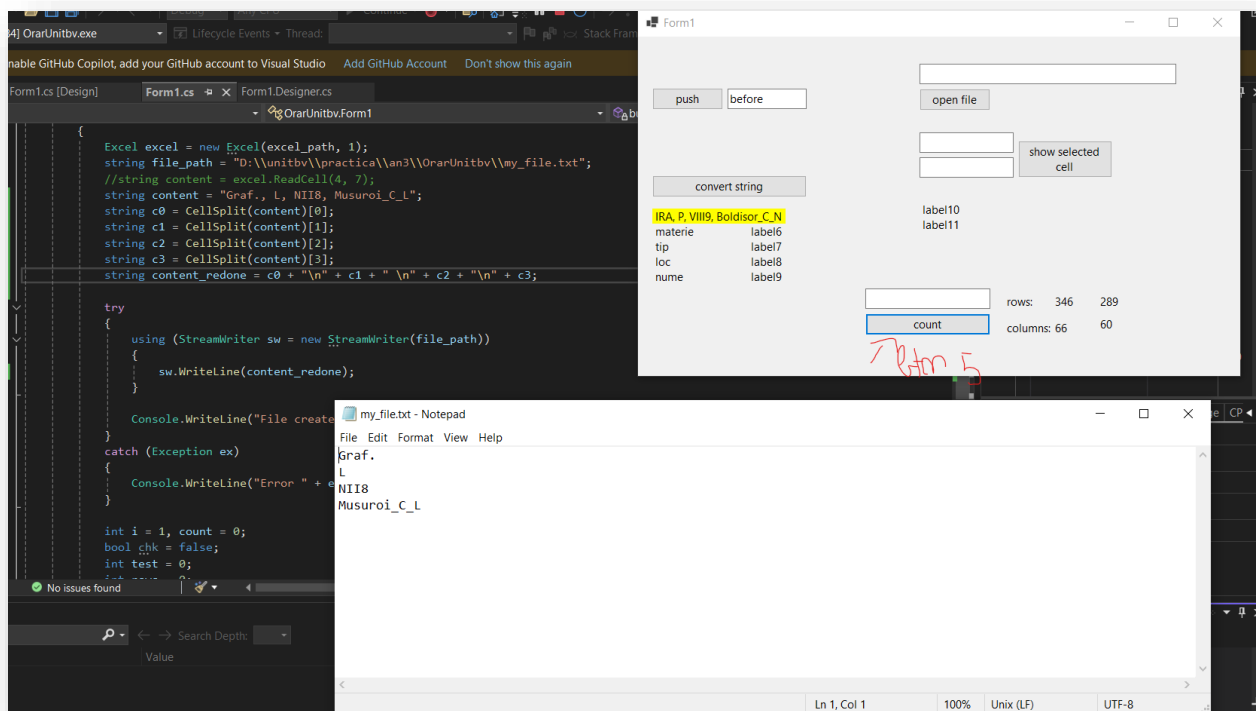 Debug
Continue
34] OrarUnitbv.exe
Lifecycle Events
Thread:
Stack Fram
nable GitHub Copilot, add your GitHub account to Visual Studio
Add GitHub Account
Don't show this again
Form1.cs [Design]
Form1.cs
Form1.Designer.cs
OrarUnitbv.Form1
{
Excel excel = new Excel(excel_path, 1);
string file_path = "D:\\unitbv\\practica\\an3\\OrarUnitbv\\my_file.txt";
//string content = excel.ReadCell(4, 7);
string content = "Graf., L, NII8, Musuroi_C_L";
string c0 = CellSplit(content)[0];
string c1 = CellSplit(content)[1];
string c2 = CellSplit(content)[2];
string c3 = CellSplit(content)[3];
string content_redone = c0 + "\n" + c1 + " \n" + c2 + "\n" + c3;
try
{
using (StreamWriter sw = new StreamWriter(file_path))
{
sw.WriteLine(content_redone);
}
Console.WriteLine("File create
}
catch (Exception ex)
{
Console.WriteLine("Error " + e
}
int i = 1, count = 0;
bool chk = false;
int test = 0;
No issues found
Search Depth:
Value
Form1
push
before
open file
show selected
cell
convert string
IRA, P, VIII9, Boldisor_C_N
materie label6
tip label7
loc label8
nume label9
label10
label11
rows: 346 289
count
columns: 66 60
btn 5
my_file.txt - Notepad
File Edit Format View Help
Graf.
L
NII8
Musuroi_C_L
Ln 1, Col 1
100%
Unix (LF)
UTF-8
CP